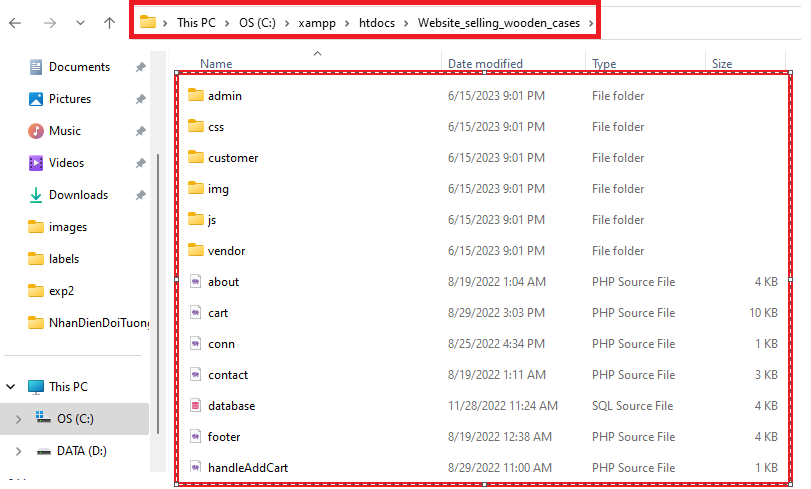 This PC > OS (C:) > xampp > htdocs > Website_selling_wooden_cases >
Name Date modified Type Size
Documents
Pictures
Music
Videos
Downloads
images
labels
exp2
NhanDienDoiTuong
This PC
OS (C:)
DATA (D:)
admin 6/15/2023 9:01 PM File folder
css 6/15/2023 9:01 PM File folder
customer 6/15/2023 9:01 PM File folder
img 6/15/2023 9:01 PM File folder
js 6/15/2023 9:01 PM File folder
vendor 6/15/2023 9:01 PM File folder
about 8/19/2022 1:04 AM PHP Source File 4 KB
cart 8/29/2022 3:03 PM PHP Source File 10 KB
conn 8/25/2022 4:34 PM PHP Source File 1 KB
contact 8/19/2022 1:11 AM PHP Source File 3 KB
database 11/28/2022 11:24 AM SQL Source File 4 KB
footer 8/19/2022 12:38 AM PHP Source File 4 KB
handleAddCart 8/29/2022 11:00 AM PHP Source File 1 KB